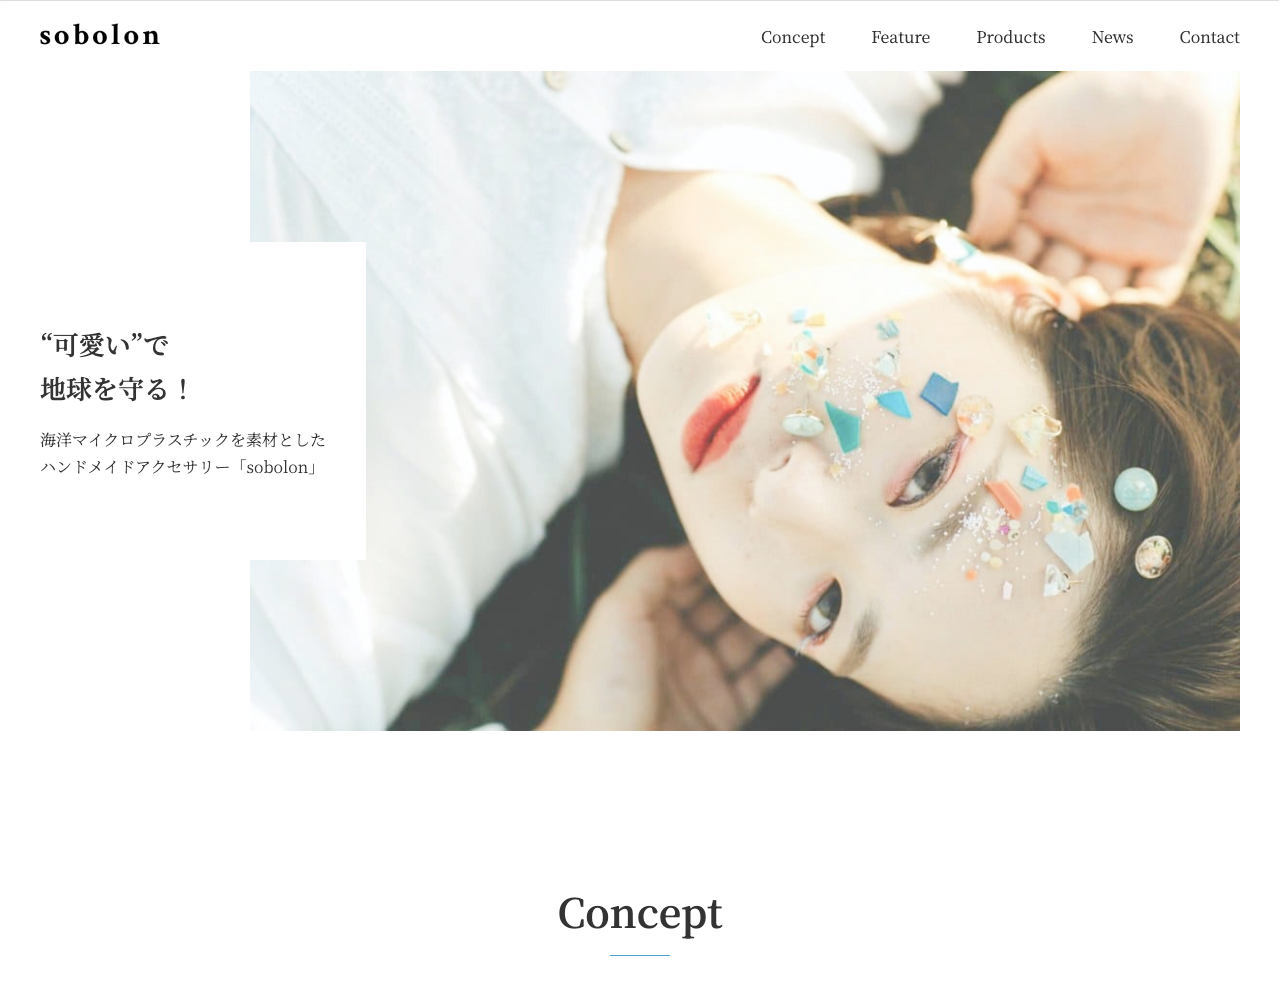 sobolon
Concept Feature Products News Contact
“可愛い”で
地球を守る！
海洋マイクロプラスチックを素材とした
ハンドメイドアクセサリー「sobolon」
Concept